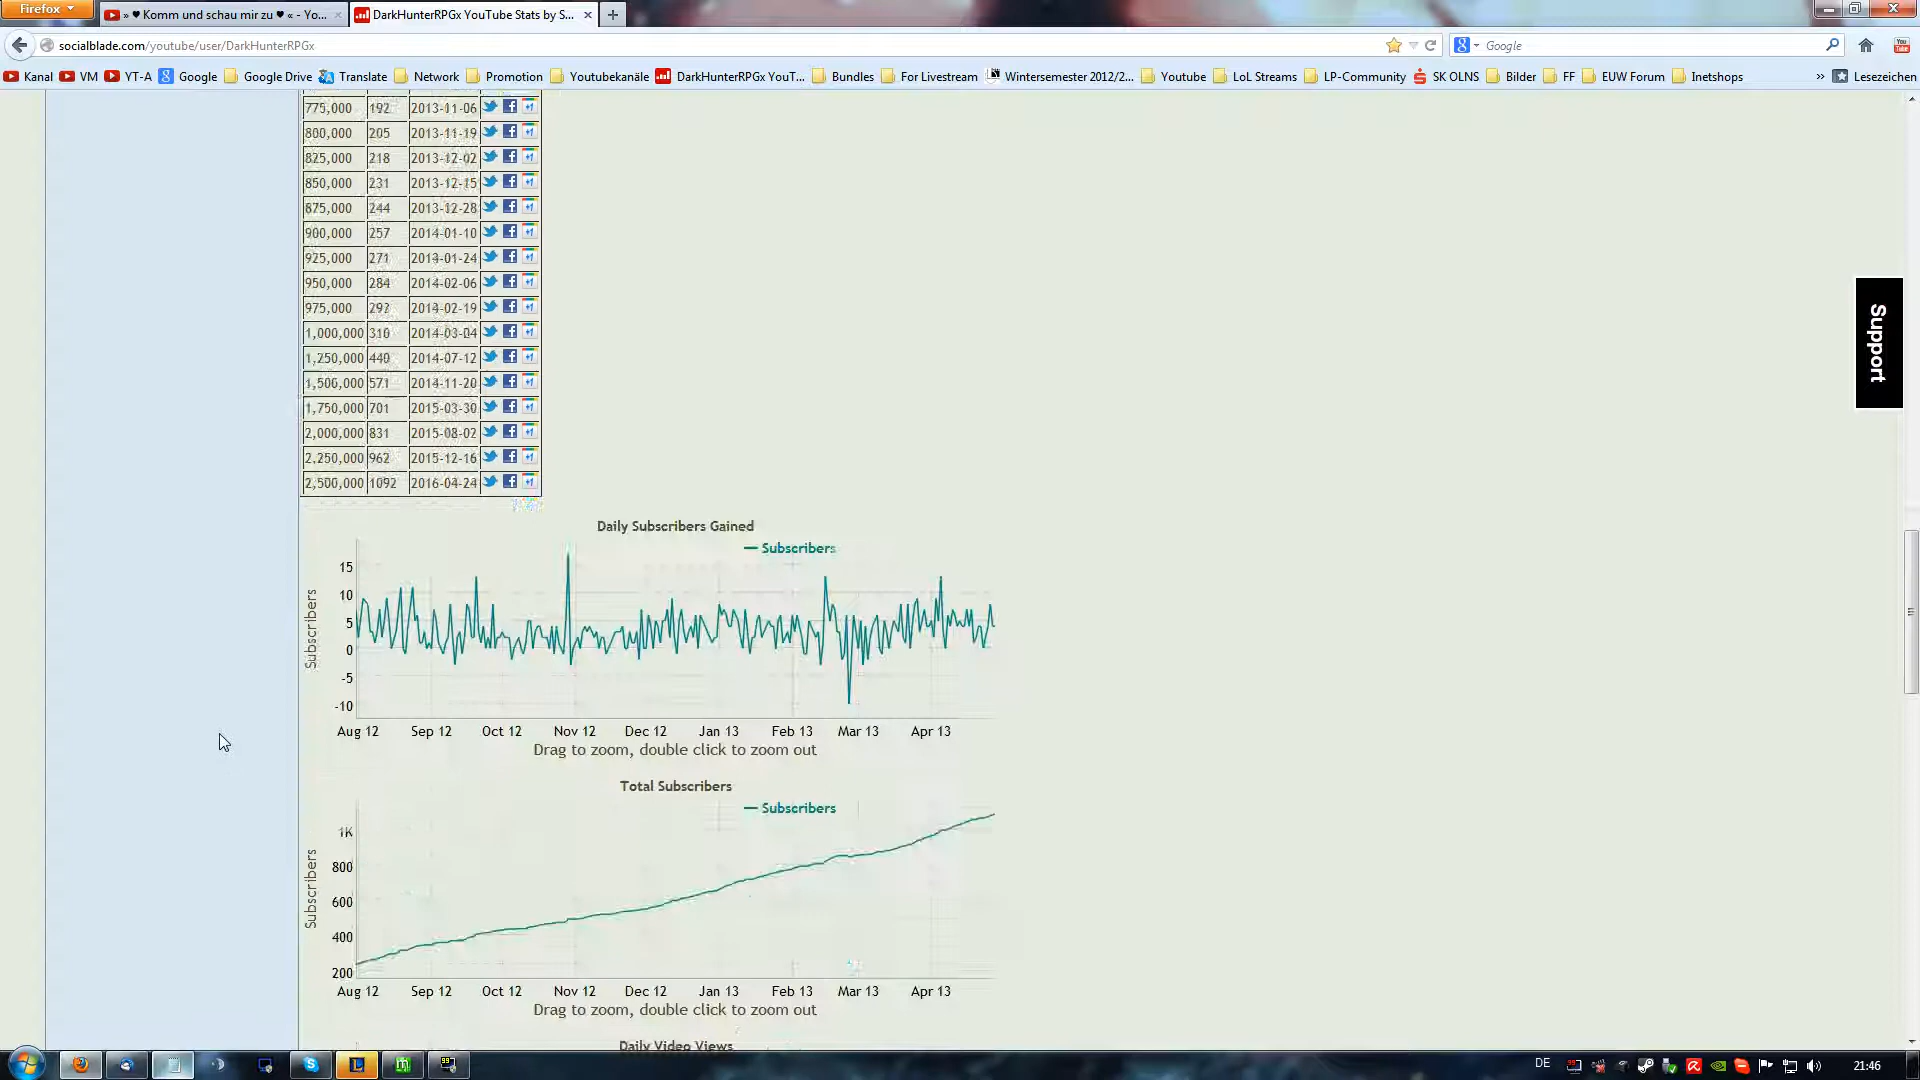 Firefox
» ♥ Komm und schau mir zu ♥ « - Yo...
DarkHunterRPGx YouTube Stats by S...
socialblade.com/youtube/user/DarkHunterRPGx
Google
Kanal VM YT-A Google Google Drive Translate Network Promotion Youtubekanäle DarkHunterRPGx YouT... Bundles For Livestream Wintersemester 2012/2... Youtube LoL Streams LP-Community SK OLNS Bilder FF EUW Forum Inetshops » Lesezeichen
775,000 192 2013-11-06
800,000 205 2013-11-19
825,000 218 2013-12-02
850,000 231 2013-12-15
875,000 244 2013-12-28
900,000 257 2014-01-10
925,000 271 2014-01-24
950,000 284 2014-02-06
975,000 2014-02-19
1,000,000 310 2014-03-04
1,250,000 440 2014-07-12
1,500,000 571 2014-11-20
1,750,000 701 2015-03-30
2,000,000 831
2,250,000 962 2015-12-16
2,500,000 1092 2016-04-24
Support
Daily Subscribers Gained
Subscribers
Subscribers
15
10
5
0
-5
-10
Aug 12 Sep 12 Oct 12 Nov 12 Dec 12 Jan 13 Feb 13 Mar 13 Apr 13
Drag to zoom, double click to zoom out
Total Subscribers
Subscribers
Subscribers
1K
800
600
400
200
Aug 12 Sep 12 Oct 12 Nov 12 Dec 12 Jan 13 Feb 13 Mar 13 Apr 13
Drag to zoom, double click to zoom out
Daily Video Views
DE
21:46